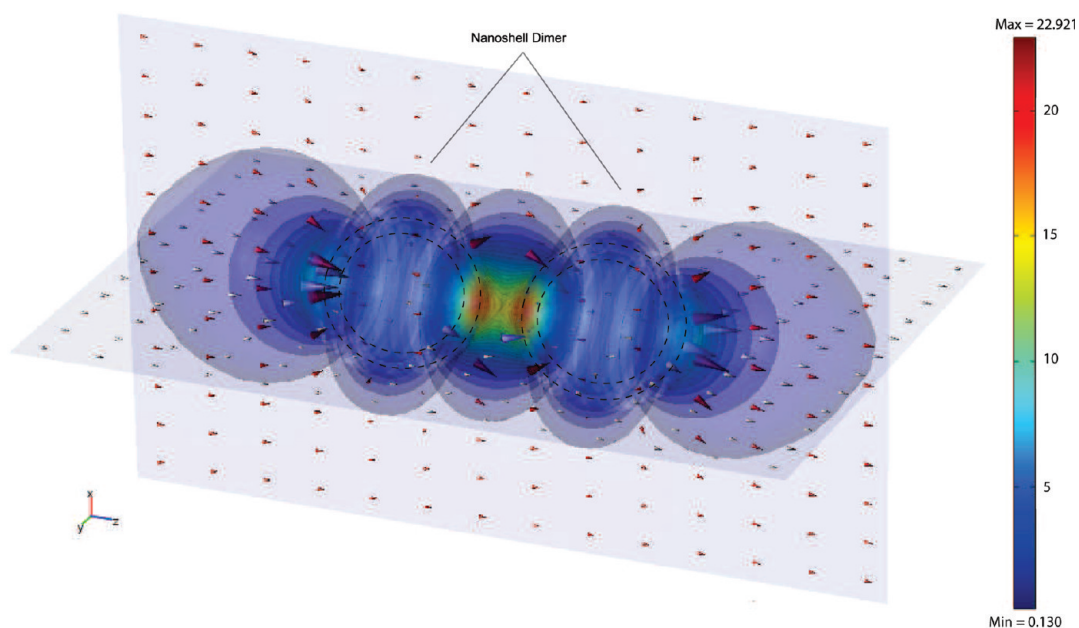 Max = 22.921
Nanoshell Dimer
20
15
10
5
x
y
z
Min = 0.130